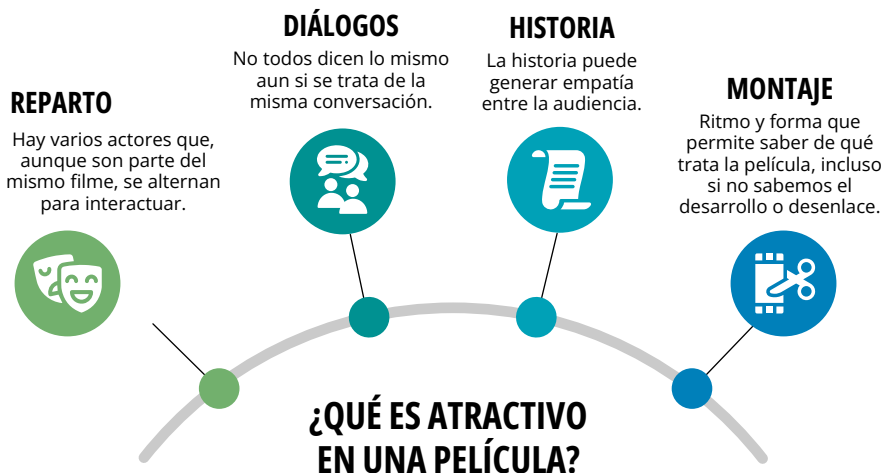 REPARTO
Hay varios actores que,
aunque son parte del
mismo filme, se alternan
para interactuar.
DIÁLOGOS
No todos dicen lo mismo
aun si se trata de la
misma conversación.
HISTORIA
La historia puede
generar empatía
entre la audiencia.
MONTAJE
Ritmo y forma que
permite saber de qué
trata la película, incluso
si no sabemos el
desarrollo o desenlace.
¿QUÉ ES ATRACTIVO
EN UNA PELÍCULA?